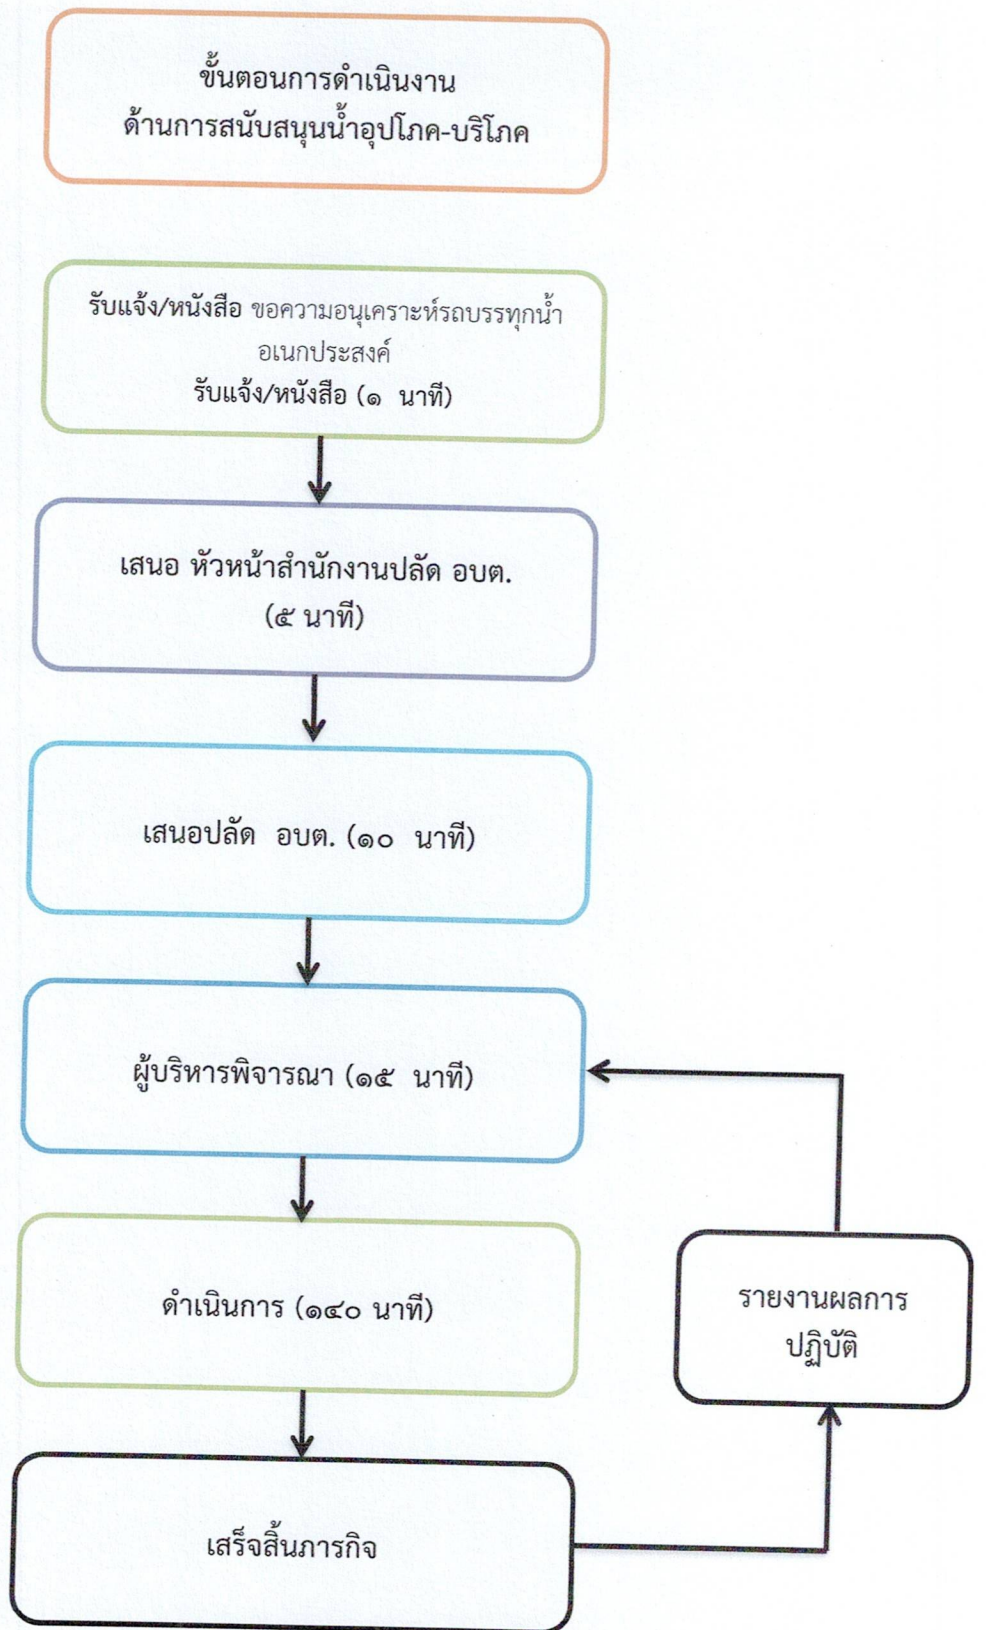 ขั้นตอนการดำเนินงาน
ด้านการสนับสนุนน้ำอุปโภค-บริโภค
รับแจ้ง/หนังสือ ขอความอนุเคราะห์รถบรรทุกน้ำ
อเนกประสงค์
รับแจ้ง/หนังสือ (๑ นาที)
เสนอ หัวหน้าสำนักงานปลัด อบต.
(๕ นาที)
เสนอปลัด อบต. (๑๐ นาที)
ผู้บริหารพิจารณา (๑๕ นาที)
ดำเนินการ (๑๔๐ นาที)
รายงานผลการ
ปฏิบัติ
เสร็จสิ้นภารกิจ